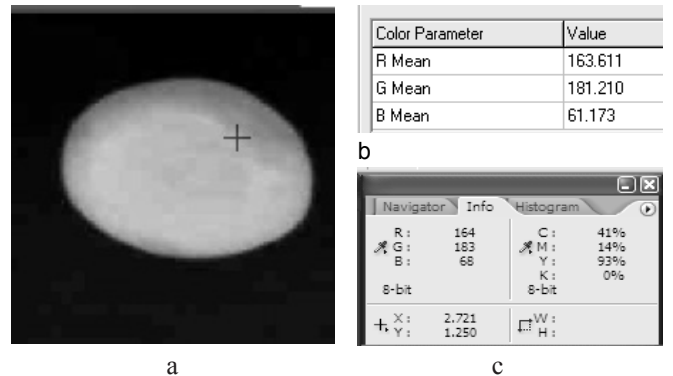 Color Parameter Value
R Mean 163.611
G Mean 181.210
B Mean 61.173
b
Navigator Info Histogram
R : 164 C : 41%
G : 183 M : 14%
B : 68 Y : 93%
K : 0%
8-bit 8-bit
X : 2.721 W :
Y : 1.250 H :
a c